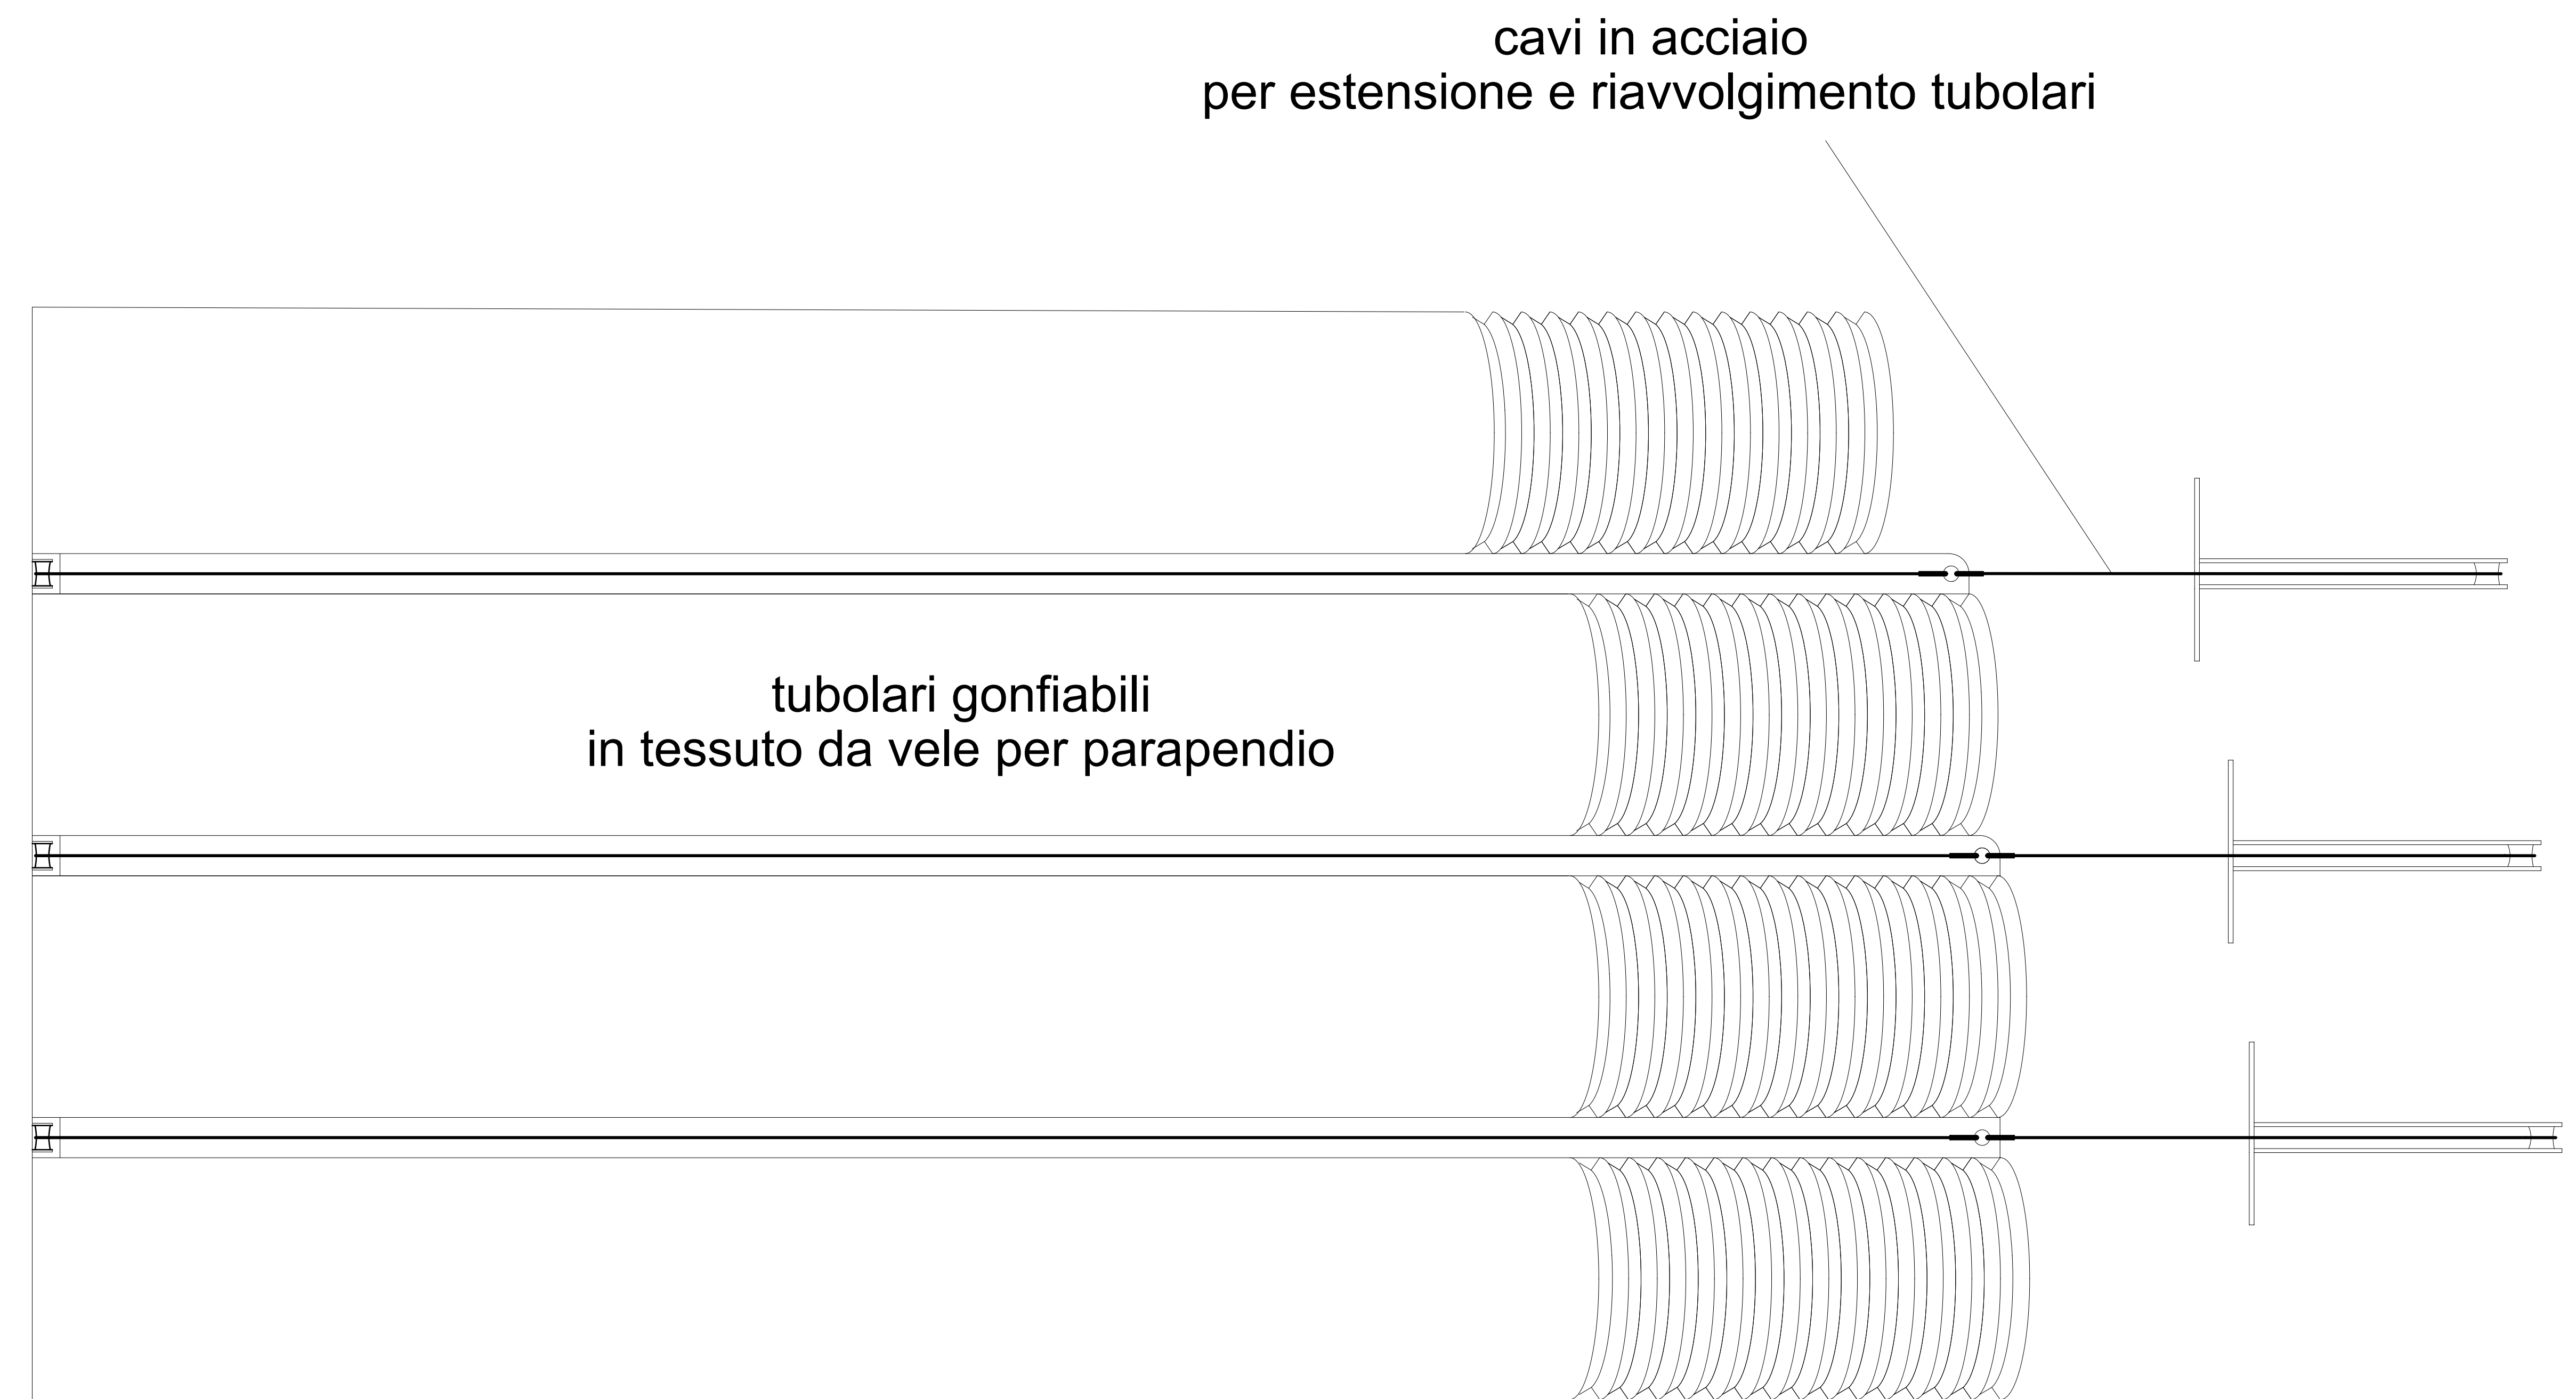 cavi in acciaio
per estensione e riavvolgimento tubolari
tubolari gonfiabili
in tessuto da vele per parapendio